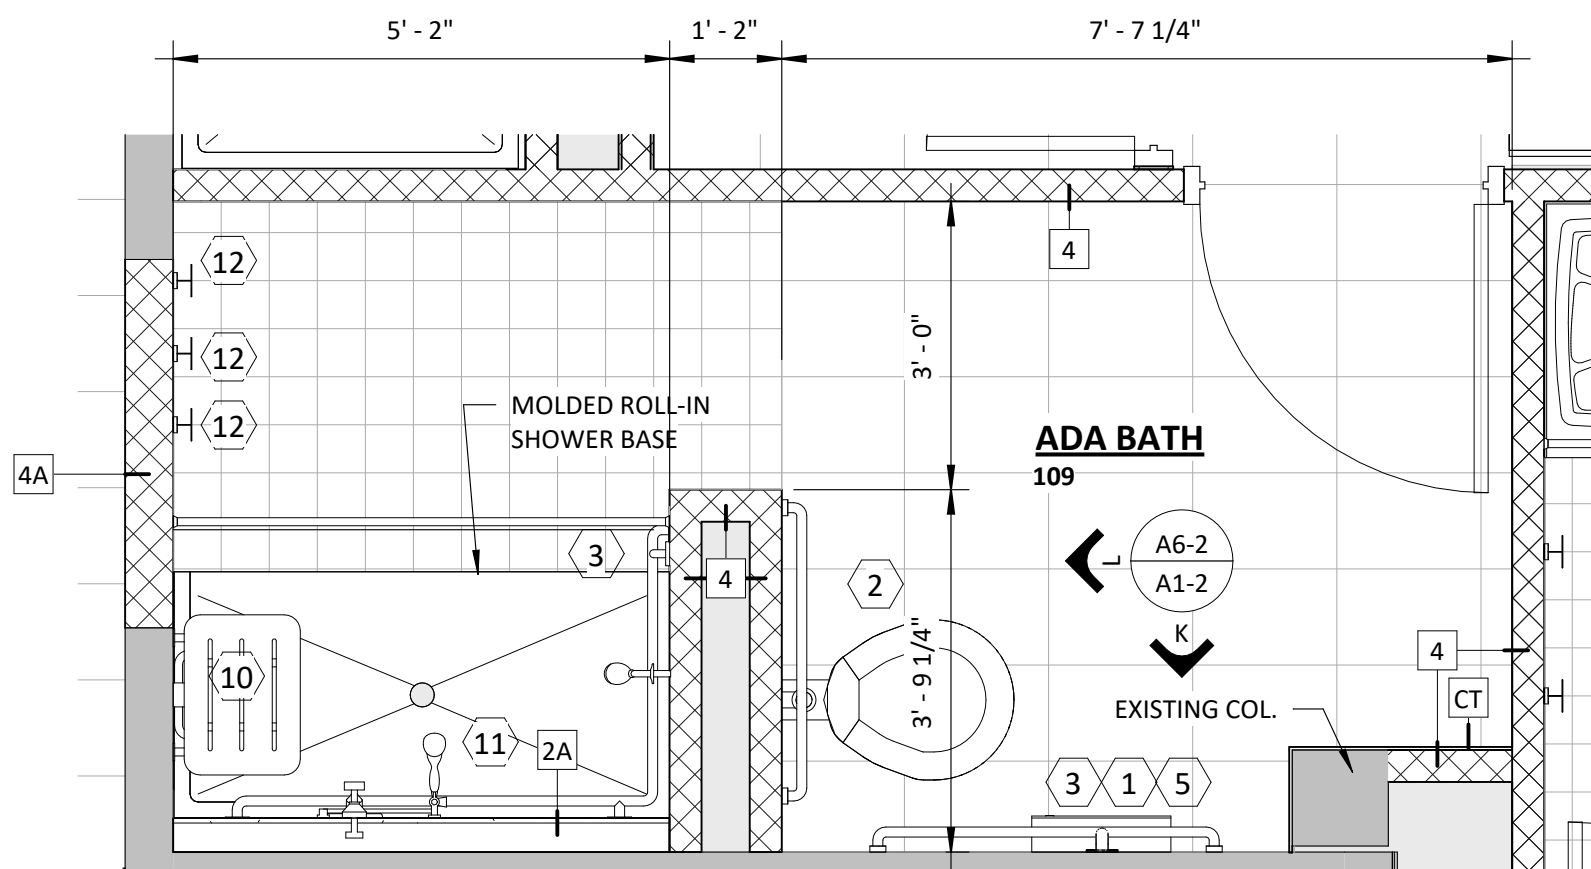 5' - 2"
1' - 2"
7' - 7 1/4"
12
4
12
3' - 0"
12
MOLDED ROLL-IN
SHOWER BASE
ADA BATH
109
4A
3
4
2
L
A6-2
A1-2
K
4
10
3' - 9 1/4"
EXISTING COL.
CT
11
2A
3
1
5